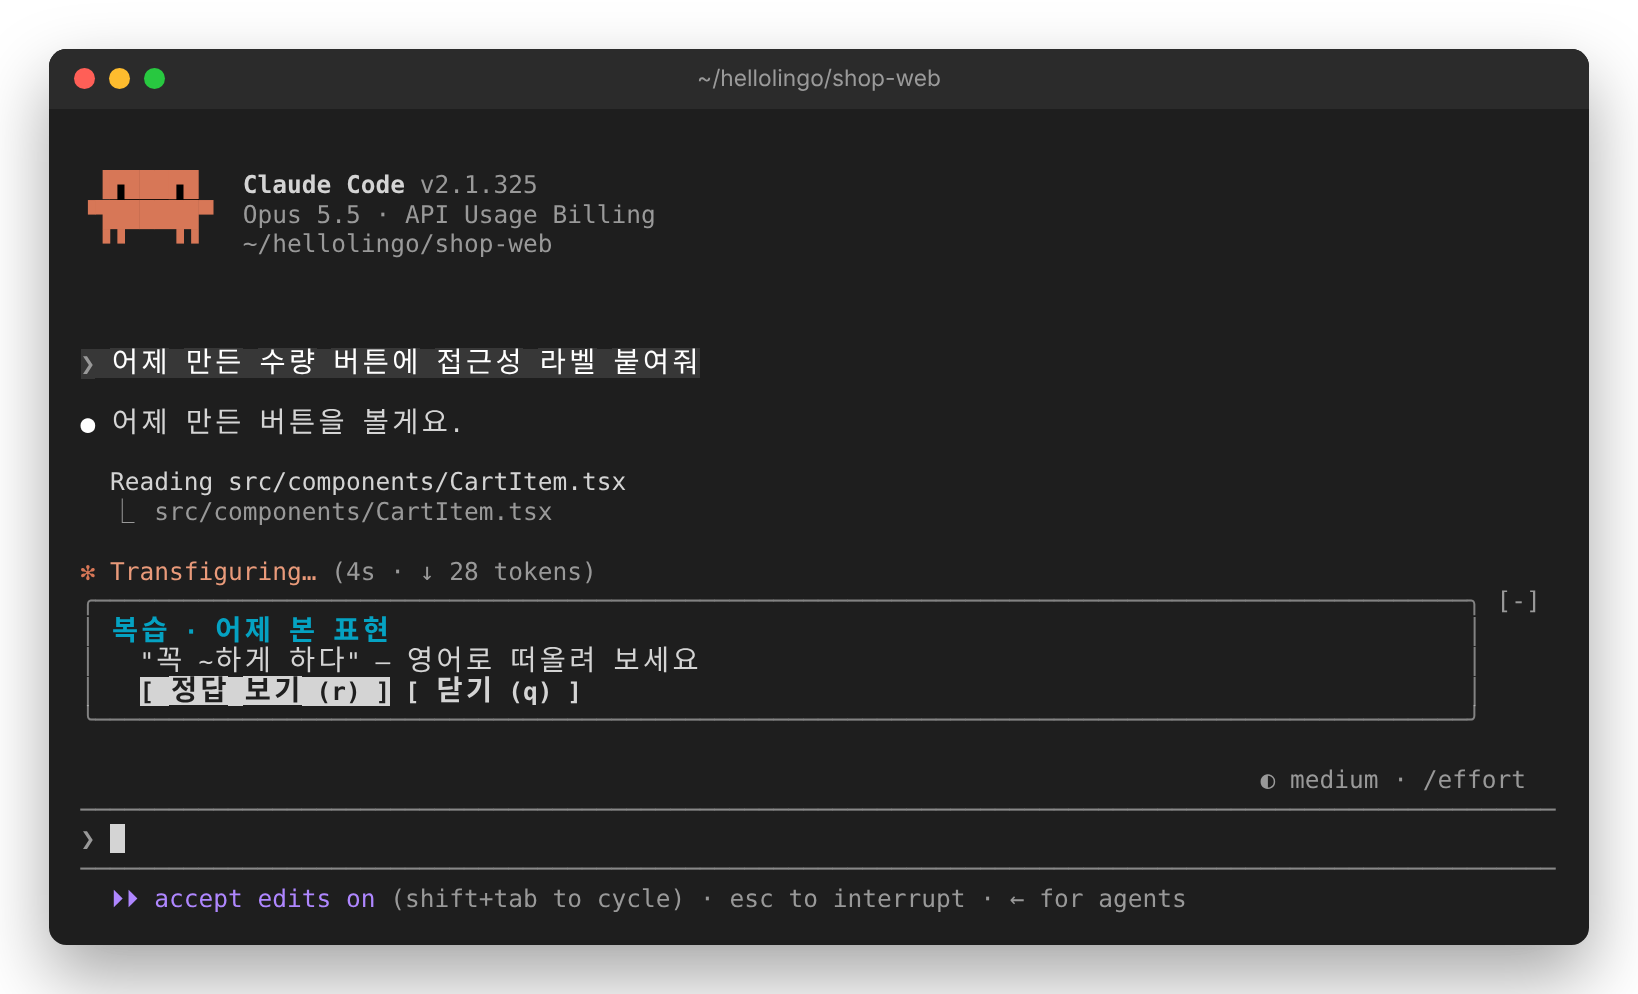 ~/hellolingo/shop-web
Claude Code v2.1.325
Opus 5.5 · API Usage Billing
~/hellolingo/shop-web
❯ 어제 만든 수량 버튼에 접근성 라벨 붙여줘
● 어제 만든 버튼을 볼게요.
Reading src/components/CartItem.tsx
⎿ src/components/CartItem.tsx
✻ Transfiguring… (4s · ↓ 28 tokens)
[-]
복습 · 어제 본 표현
"꼭 ~하게 하다" — 영어로 떠올려 보세요
[ 정답 보기 (r) ] [ 닫기 (q) ]
◐ medium · /effort
❯
⏵⏵ accept edits on (shift+tab to cycle) · esc to interrupt · ← for agents